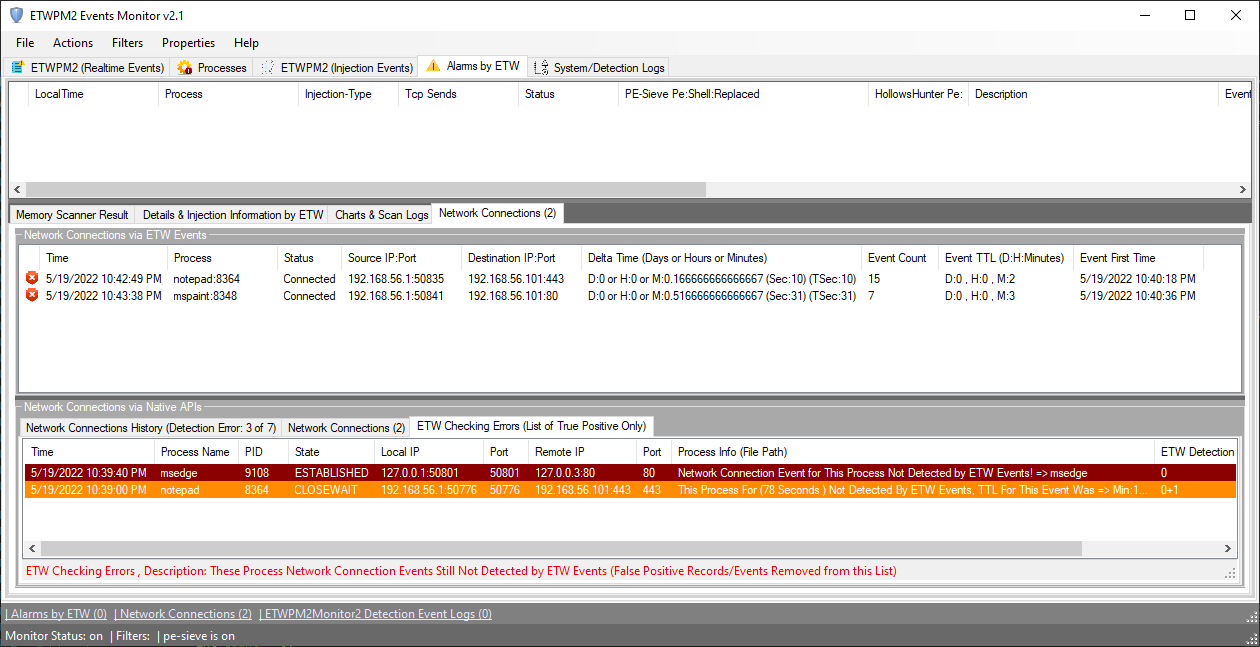 ETWPM2 Events Monitor v2.1
File Actions Filters Properties Help
ETWPM2 (Realtime Events) Processes ETWPM2 (Injection Events) Alarms by ETW System/Detection Logs
LocalTime Process Injection-Type Tcp Sends Status PE-Sieve Pe:Shell:Replaced HollowsHunter Pe: Description Event
Memory Scanner Result Details & Injection Information by ETW Charts & Scan Logs Network Connections (2)
Network Connections via ETW Events
Time Process Status Source IP:Port Destination IP:Port Delta Time (Days or Hours or Minutes) Event Count Event TTL (D:H:Minutes) Event First Time
5/19/2022 10:42:49 PM notepad:8364 Connected 192.168.56.1:50835 192.168.56.101:443 D:0 or H:0 or M:0.166666666666667 (Sec:10) (TSec:10) 15 D:0 , H:0 , M:2 5/19/2022 10:40:18 PM
5/19/2022 10:43:38 PM mspaint:8348 Connected 192.168.56.1:50841 192.168.56.101:80 D:0 or H:0 or M:0.516666666666667 (Sec:31) (TSec:31) 7 D:0 , H:0 , M:3 5/19/2022 10:40:36 PM
Network Connections via Native APIs
Network Connections History (Detection Error: 3 of 7) Network Connections (2) ETW Checking Errors (List of True Positive Only)
Time Process Name PID State Local IP Port Remote IP Port Process Info (File Path) ETW Detection
5/19/2022 10:39:40 PM msedge 9108 ESTABLISHED 127.0.0.1:50801 50801 127.0.0.3:80 80 Network Connection Event for This Process Not Detected by ETW Events! => msedge 0
5/19/2022 10:39:00 PM notepad 8364 CLOSEWAIT 192.168.56.1:50776 50776 192.168.56.101:443 443 This Process For (78 Seconds ) Not Detected By ETW Events, TTL For This Event Was => Min:1... 0+1
ETW Checking Errors , Description: These Process Network Connection Events Still Not Detected by ETW Events (False Positive Records/Events Removed from this List)
| Alarms by ETW (0) | Network Connections (2) | ETWPM2Monitor2 Detection Event Logs (0)
Monitor Status: on | Filters: | pe-sieve is on